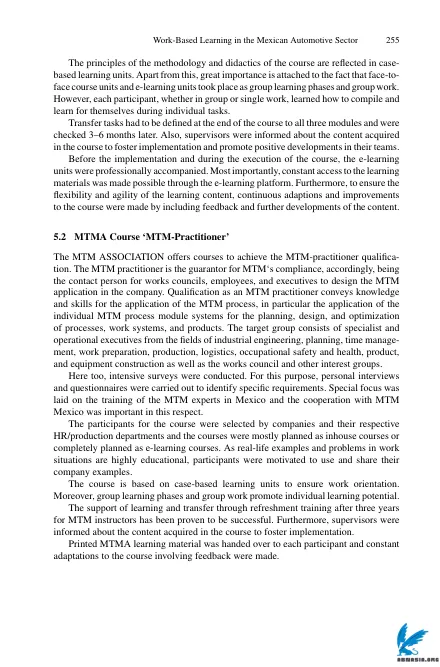 Work-Based Learning in the Mexican Automotive Sector 255
The principles of the methodology and didactics of the course are reflected in case-
based learning units. Apart from this, great importance is attached to the fact that face-to-
face course units and e-learning units took place as group learning phases and group work.
However, each participant, whether in group or single work, learned how to compile and
learn for themselves during individual tasks.
Transfer tasks had to be defined at the end of the course to all three modules and were
checked 3–6 months later. Also, supervisors were informed about the content acquired
in the course to foster implementation and promote positive developments in their teams.
Before the implementation and during the execution of the course, the e-learning
units were professionally accompanied. Most importantly, constant access to the learning
materials was made possible through the e-learning platform. Furthermore, to ensure the
flexibility and agility of the learning content, continuous adaptions and improvements
to the course were made by including feedback and further developments of the content.
5.2 MTMA Course ‘MTM-Practitioner’
The MTM ASSOCIATION offers courses to achieve the MTM-practitioner qualifica-
tion. The MTM practitioner is the guarantor for MTM‘s compliance, accordingly, being
the contact person for works councils, employees, and executives to design the MTM
application in the company. Qualification as an MTM practitioner conveys knowledge
and skills for the application of the MTM process, in particular the application of the
individual MTM process module systems for the planning, design, and optimization
of processes, work systems, and products. The target group consists of specialist and
operational executives from the fields of industrial engineering, planning, time manage-
ment, work preparation, production, logistics, occupational safety and health, product,
and equipment construction as well as the works council and other interest groups.
Here too, intensive surveys were conducted. For this purpose, personal interviews
and questionnaires were carried out to identify specific requirements. Special focus was
laid on the training of the MTM experts in Mexico and the cooperation with MTM
Mexico was important in this respect.
The participants for the course were selected by companies and their respective
HR/production departments and the courses were mostly planned as inhouse courses or
completely planned as e-learning courses. As real-life examples and problems in work
situations are highly educational, participants were motivated to use and share their
company examples.
The course is based on case-based learning units to ensure work orientation.
Moreover, group learning phases and group work promote individual learning potential.
The support of learning and transfer through refreshment training after three years
for MTM instructors has been proven to be successful. Furthermore, supervisors were
informed about the content acquired in the course to foster implementation.
Printed MTMA learning material was handed over to each participant and constant
adaptations to the course involving feedback were made.